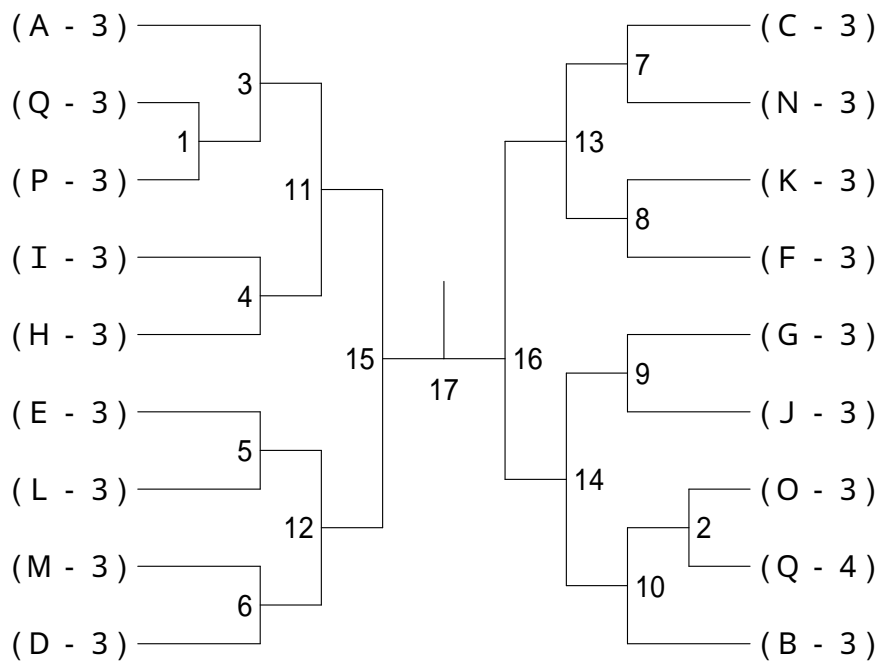 (A - 3)
(Q - 3)
(P - 3)
(I - 3)
(H - 3)
(E - 3)
(L - 3)
(M - 3)
(D - 3)
1
3
4
5
6
11
12
15
17
16
13
14
7
8
9
2
10
(C - 3)
(N - 3)
(K - 3)
(F - 3)
(G - 3)
(J - 3)
(O - 3)
(Q - 4)
(B - 3)